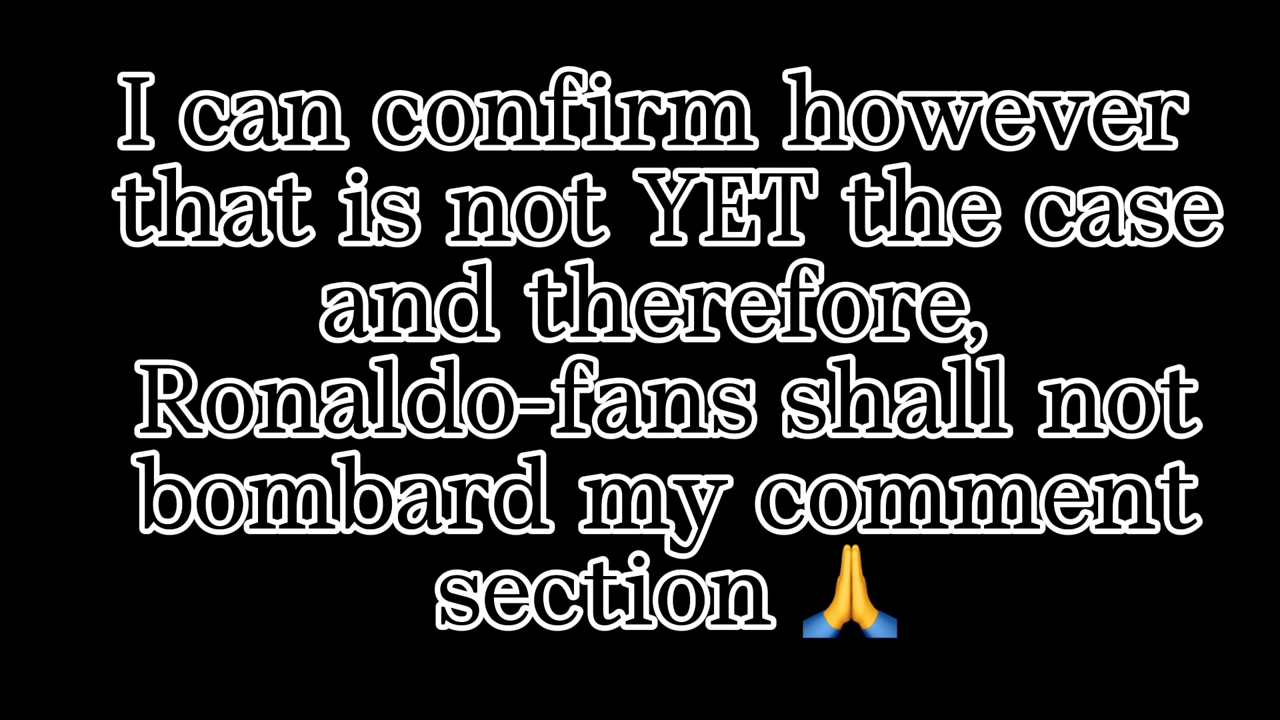 I can confirm however
that is not YET the case
and therefore,
Ronaldo-fans shall not
bombard my comment
section 🙏